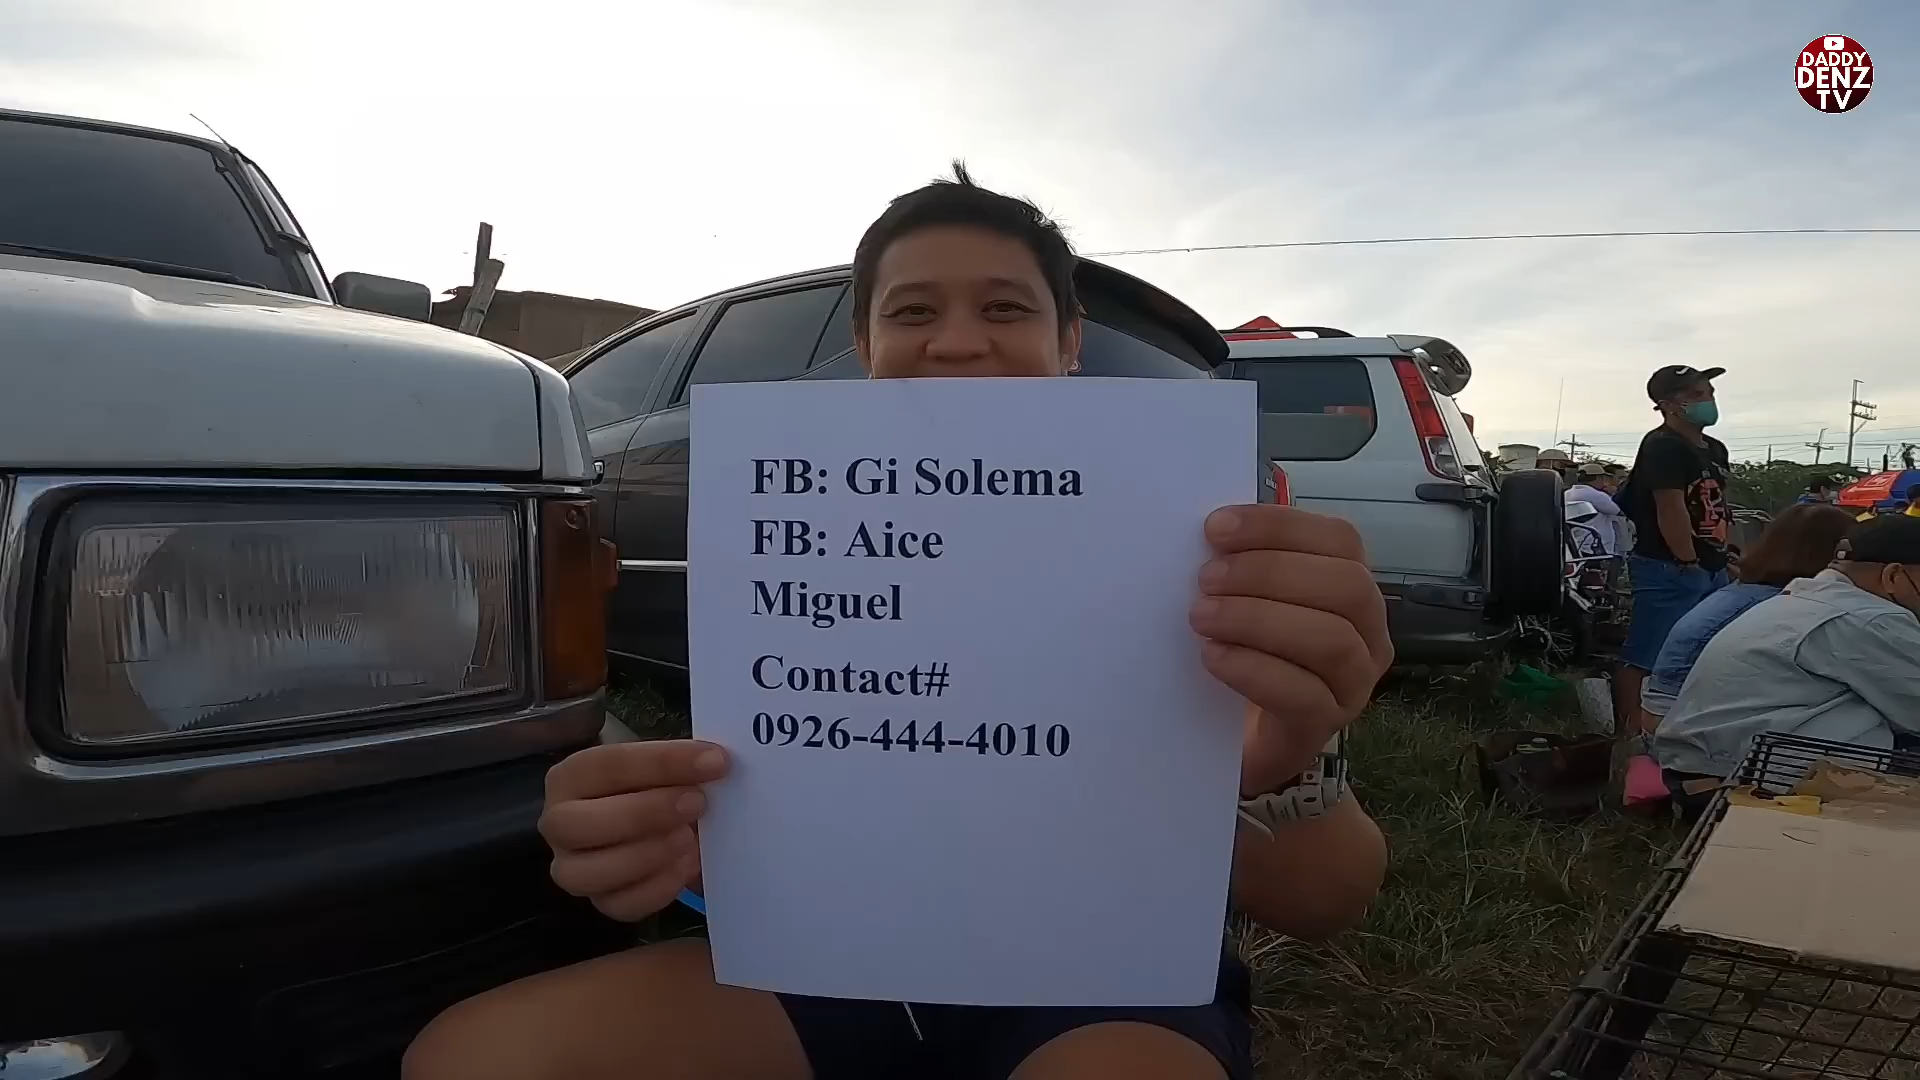 DADDY
DENZ
TV
FB: Gi Solema
FB: Aice
Miguel
Contact#
0926-444-4010